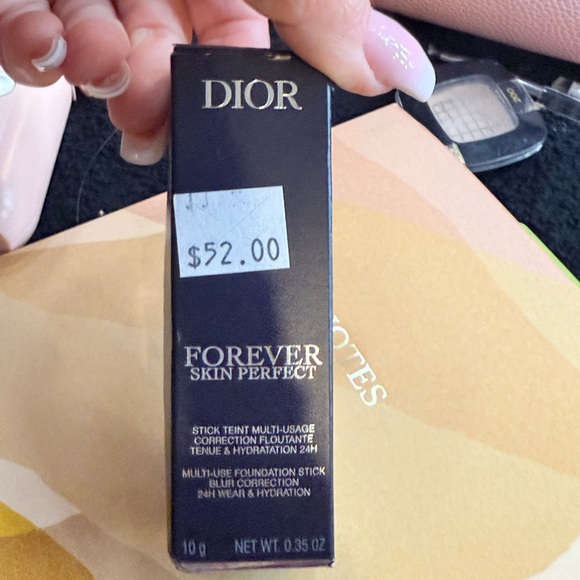 DIOR
$52.00
FOREVER
SKIN PERFECT
STICK TEINT MULTI-USAGE
CORRECTION FLOUTANTE
TENUE & HYDRATATION 24H
MULTI-USE FOUNDATION STICK
BLUR CORRECTION
24H WEAR & HYDRATION
10 g NET WT. 0.35 OZ
OTES
200